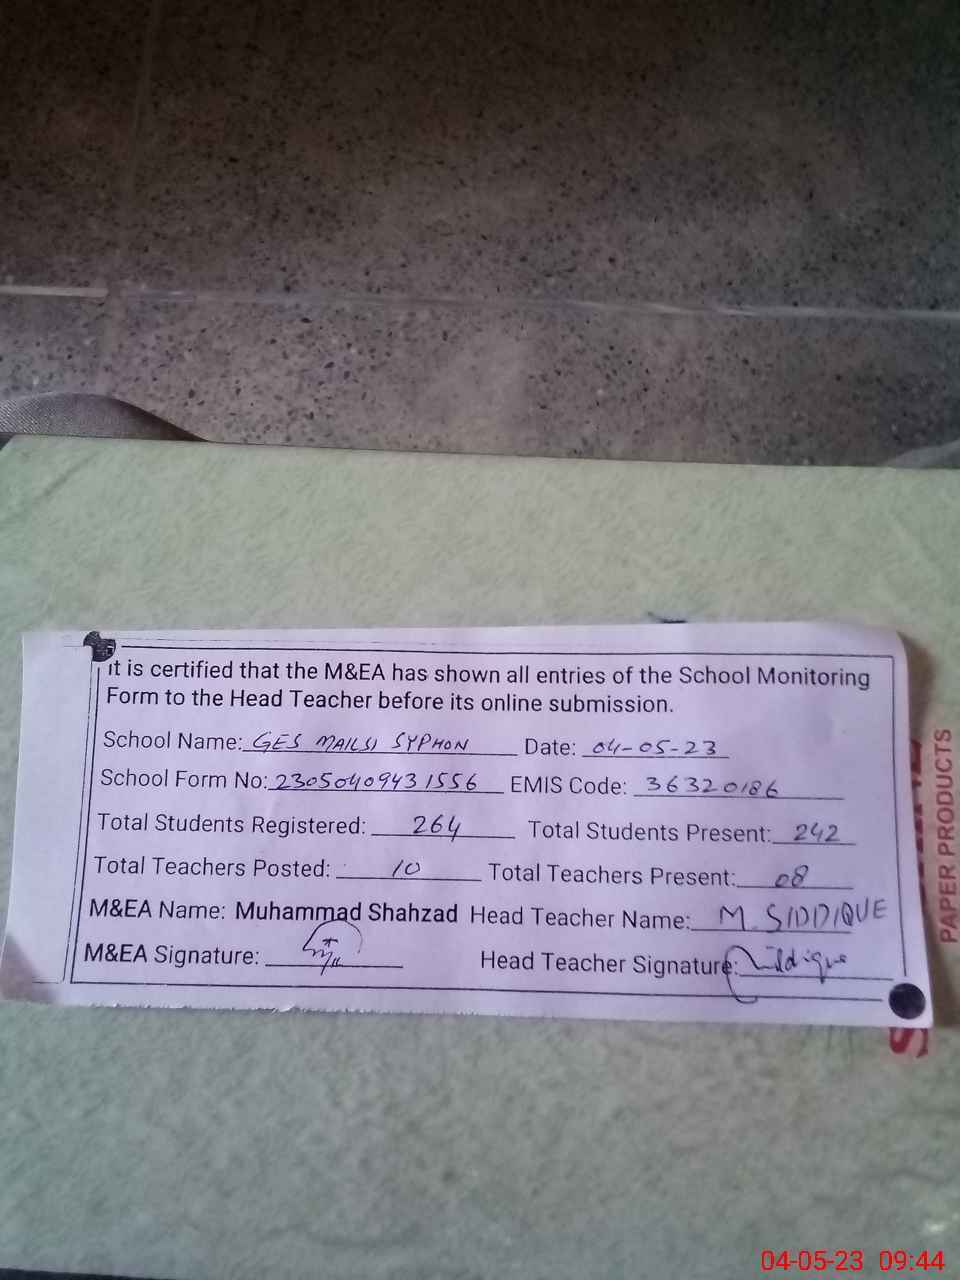 It is certified that the M&EA has shown all entries of the School Monitoring
Form to the Head Teacher before its online submission.
School Name: GES MAILSI SYPHON Date: 04-05-23
School Form No: 23050409431556 EMIS Code: 36320186
Total Students Registered: 264 Total Students Present: 242
Total Teachers Posted: 10 Total Teachers Present: 08
M&EA Name: Muhammad Shahzad Head Teacher Name: M. SIDDIQUE
M&EA Signature:
Head Teacher Signature: Siddique
PAPER PRODUCTS
04-05-23 09:44